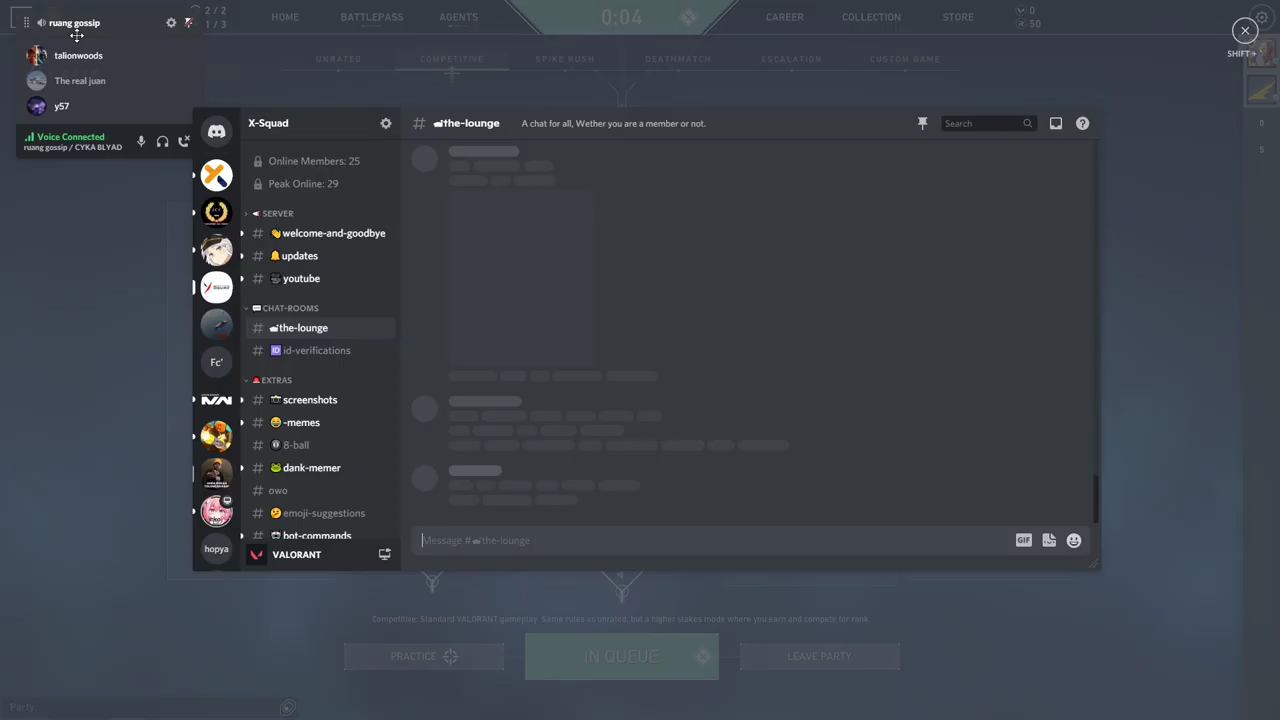 ruang gossip
2 / 2
1 / 3
HOME
BATTLEPASS
AGENTS
0:04
CAREER
COLLECTION
STORE
0
50
SHIFT+
talionwoods
The real juan
y57
Voice Connected
ruang gossip / CYKA BLYAD
UNRATED
COMPETITIVE
SPIKE RUSH
DEATHMATCH
ESCALATION
CUSTOM GAME
X-Squad
# the-lounge
A chat for all, Wether you are a member or not.
Search
Online Members: 25
Peak Online: 29
SERVER
# 👋welcome-and-goodbye
# 🔔updates
# youtube
CHAT-ROOMS
# the-lounge
# 🆔id-verifications
EXTRAS
# screenshots
# 😂-memes
# 8-ball
# 🐸dank-memer
# owo
# emoji-suggestions
# bot-commands
Fc'
hopya
VALORANT
Message # the-lounge
GIF
Competitive: Standard VALORANT gameplay. Same rules as unrated, but a higher stakes mode where you earn and compete for rank.
PRACTICE
IN QUEUE
LEAVE PARTY
Party
0
5